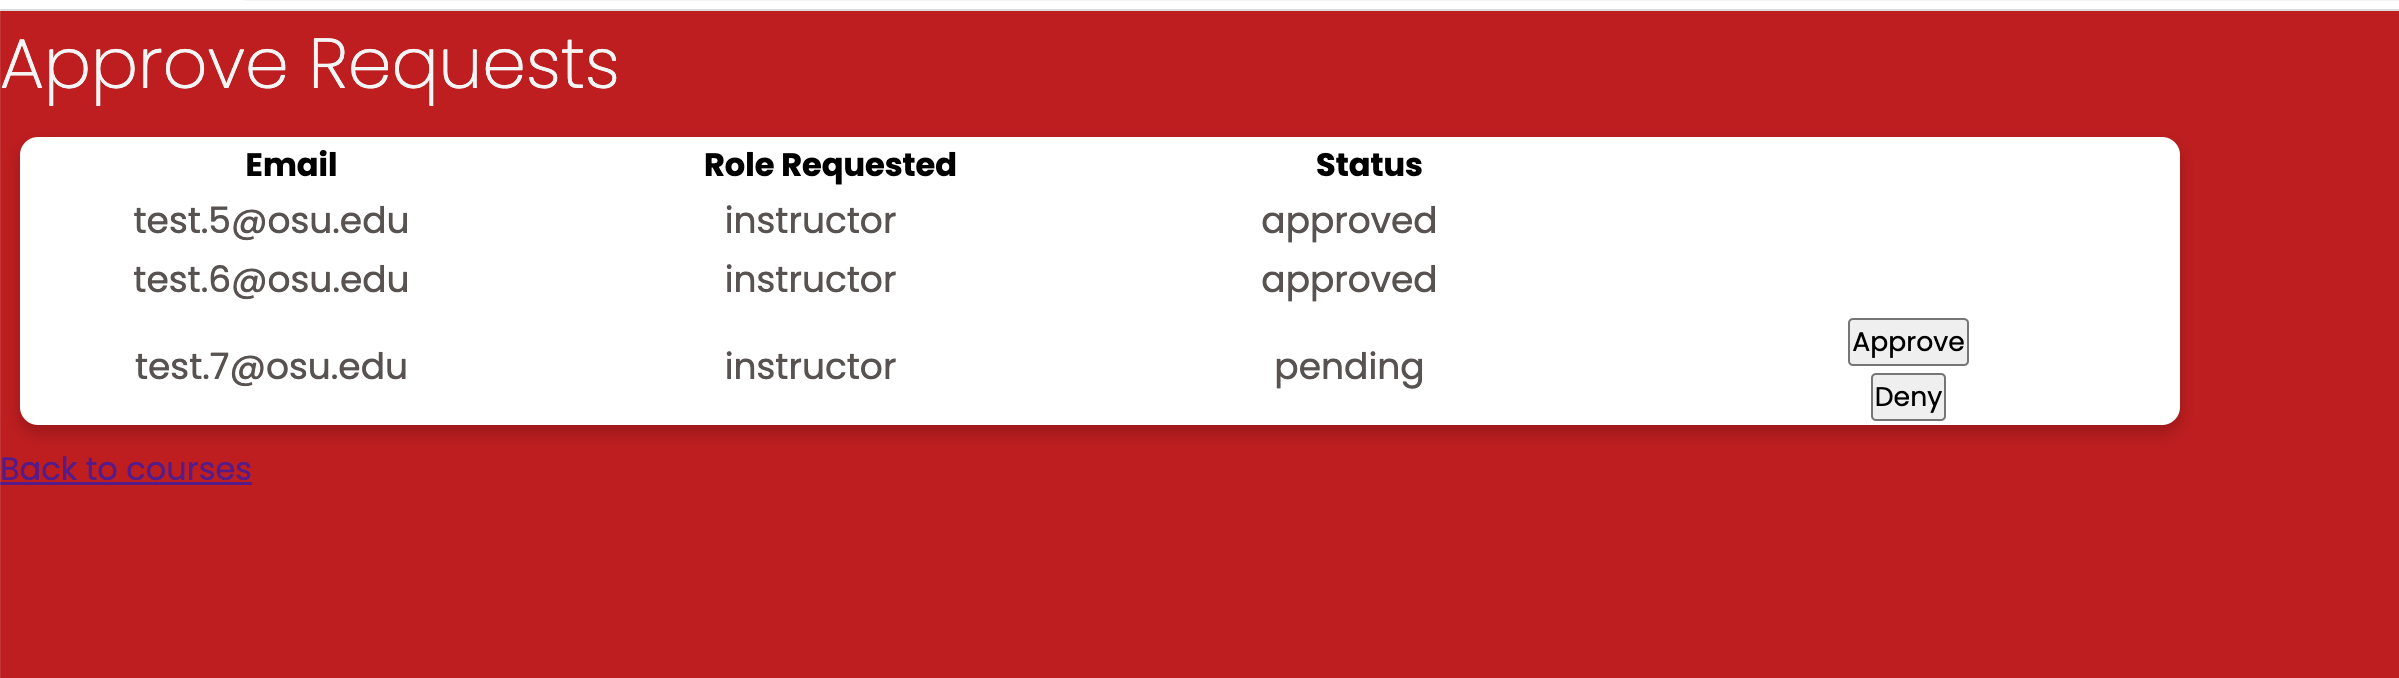 Approve Requests
Email Role Requested Status
test.5@osu.edu instructor approved
test.6@osu.edu instructor approved
test.7@osu.edu instructor pending Approve
Deny
Back to courses